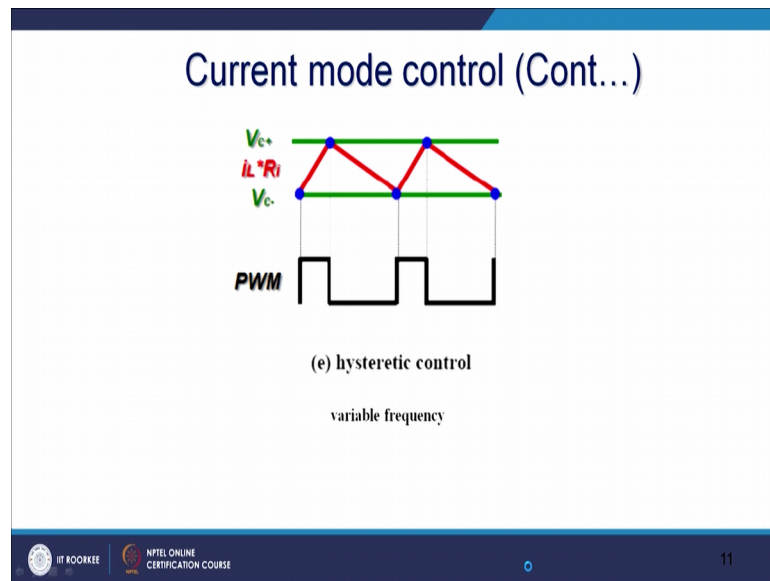 Current mode control (Cont...)
Vc+
iL*Ri
Vc-
PWM
(e) hysteretic control
variable frequency
IIT ROORKEE
NPTEL ONLINE
CERTIFICATION COURSE
11